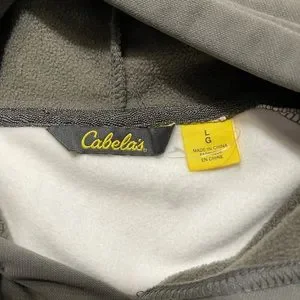 Cabela's
L
G
MADE IN CHINA
EN CHINE